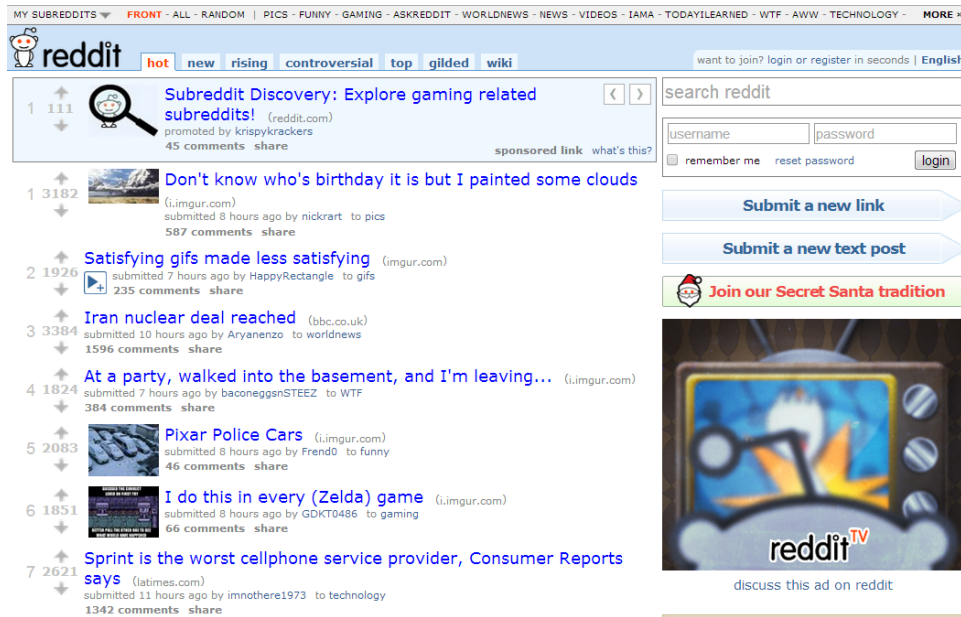 MY SUBREDDITS FRONT - ALL - RANDOM | PICS - FUNNY - GAMING - ASKREDDIT - WORLDNEWS - NEWS - VIDEOS - IAMA - TODAYILEARNED - WTF - AWW - TECHNOLOGY - MORE »
reddit hot new rising controversial top gilded wiki
want to join? login or register in seconds | English
1 111
Subreddit Discovery: Explore gaming related
subreddits! (reddit.com)
promoted by krispykrackers
45 comments share
sponsored link what's this?
1 3182
Don't know who's birthday it is but I painted some clouds
(i.imgur.com)
submitted 8 hours ago by nickrart to pics
587 comments share
2 1926
Satisfying gifs made less satisfying (imgur.com)
submitted 7 hours ago by HappyRectangle to gifs
235 comments share
3 3384
Iran nuclear deal reached (bbc.co.uk)
submitted 10 hours ago by Aryanenzo to worldnews
1596 comments share
4 1824
At a party, walked into the basement, and I'm leaving... (i.imgur.com)
submitted 7 hours ago by baconeggsnSTEEZ to WTF
384 comments share
5 2083
Pixar Police Cars (i.imgur.com)
submitted 8 hours ago by Frend0 to funny
46 comments share
6 1851
I do this in every (Zelda) game (i.imgur.com)
submitted 8 hours ago by GDKT0486 to gaming
66 comments share
7 2621
Sprint is the worst cellphone service provider, Consumer Reports
says (latimes.com)
submitted 11 hours ago by imnothere1973 to technology
1342 comments share
search reddit
username password
remember me reset password login
Submit a new link
Submit a new text post
Join our Secret Santa tradition
reddit TV
discuss this ad on reddit